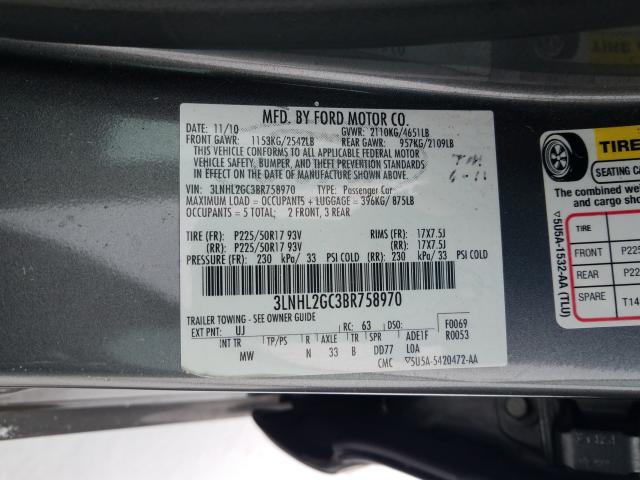 MFD. BY FORD MOTOR CO.
DATE: 11/10 GVWR: 2110KG/4651LB
FRONT GAWR: 1153KG/2542LB REAR GAWR: 957KG/2109LB
THIS VEHICLE CONFORMS TO ALL APPLICABLE FEDERAL MOTOR
VEHICLE SAFETY, BUMPER, AND THEFT PREVENTION STANDARDS
IN EFFECT ON THE DATE OF MANUFACTURE SHOWN ABOVE.
VIN: 3LNHL2GC3BR758970 TYPE: Passenger Car
MAXIMUM LOAD = OCCUPANTS + LUGGAGE = 396KG/ 875LB
OCCUPANTS = 5 TOTAL; 2 FRONT, 3 REAR
TIRE (FR): P225/50R17 93V RIMS (FR): 17X7.5J
(RR): P225/50R17 93V (RR): 17X7.5J
PRESSURE (FR): 230 kPa/ 33 PSI COLD (RR): 230 kPa/ 33 PSI COLD
3LNHL2GC3BR758970
TRAILER TOWING - SEE OWNER GUIDE
EXT PNT: UJ RC: 63 DSO: F0069
INT TR TP/PS R AXLE TR SPR ADE1F R0053
MW N 33 B DD77 LOA
CMC ▽5U5A-5420472-AA
TIRE
SEATING
The combined
and cargo
TIRE
FRONT
REAR
SPARE
▽5U5A-1532-AA (TLU)